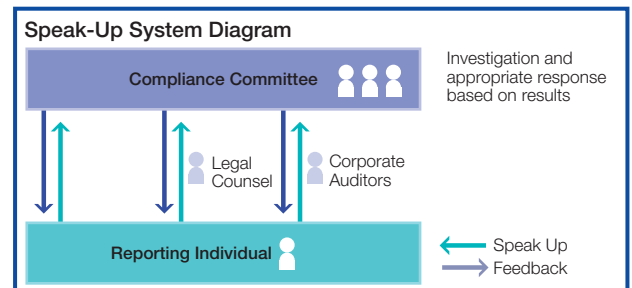 Speak-Up System Diagram
Compliance Committee
Investigation and
appropriate response
based on results
Legal
Counsel
Corporate
Auditors
Reporting Individual
Speak Up
Feedback